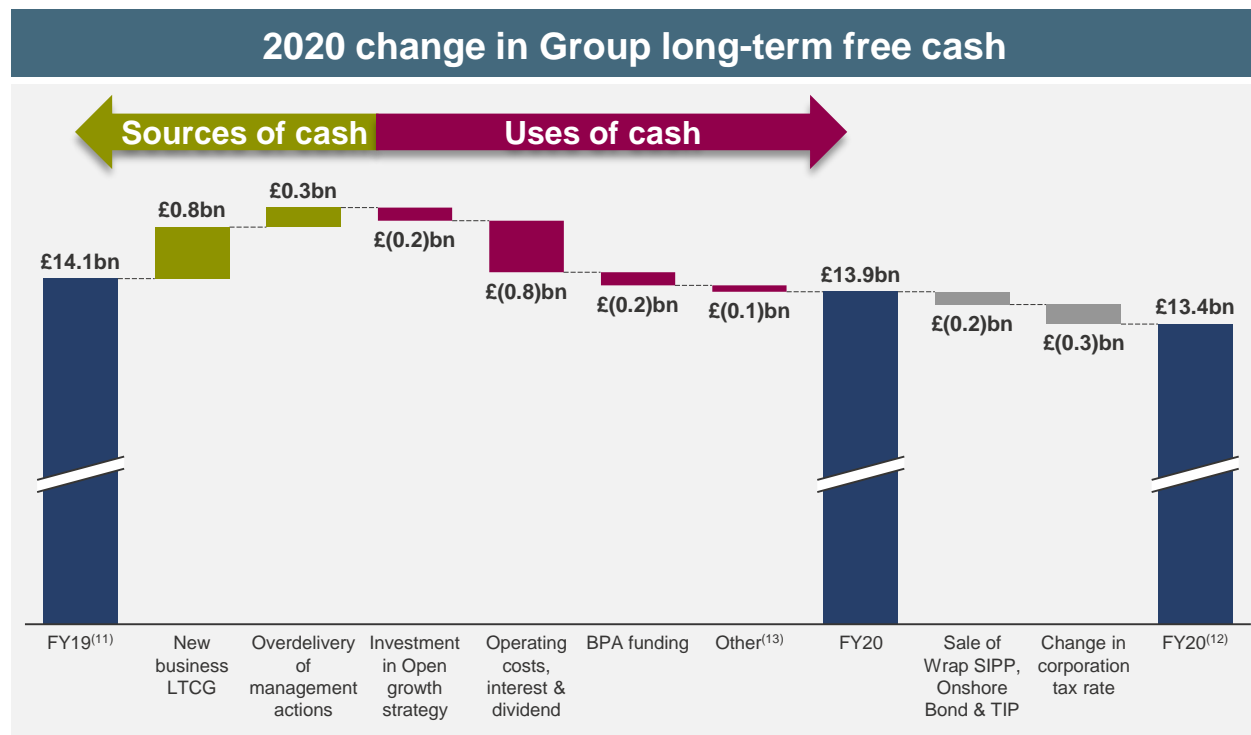 2020 change in Group long-term free cash
Sources of cash
Uses of cash
£14.1bn
£0.8bn
£0.3bn
£(0.2)bn
£(0.8)bn
£(0.2)bn
£(0.1)bn
£13.9bn
£(0.2)bn
£(0.3)bn
£13.4bn
FY19(11)
New
business
LTCG
Overdelivery
of
management
actions
Investment
in Open
growth
strategy
Operating
costs,
interest &
dividend
BPA funding
Other(13)
FY20
Sale of
Wrap SIPP,
Onshore
Bond & TIP
Change in
corporation
tax rate
FY20(12)